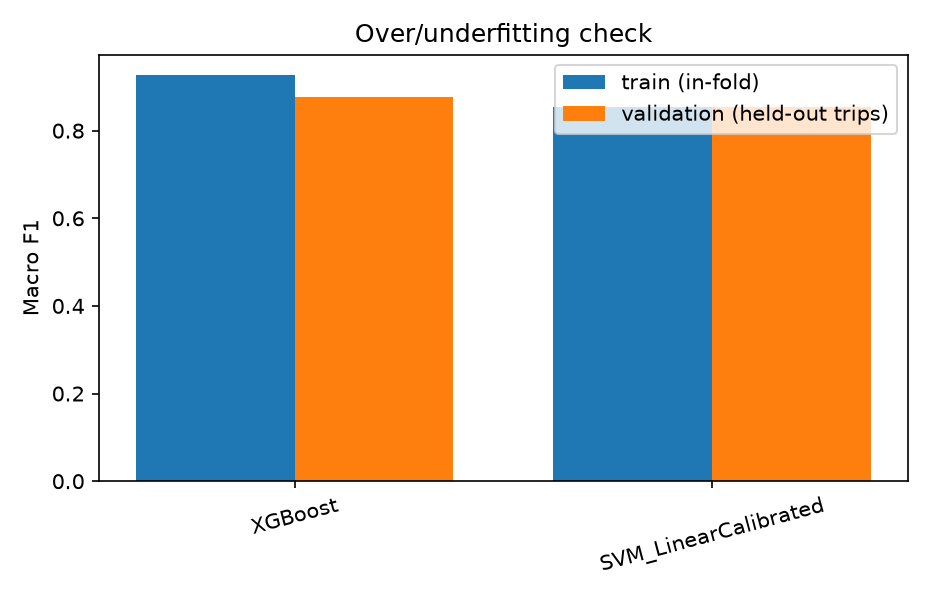 Over/underfitting check
train (in-fold)
validation (held-out trips)
Macro F1
0.8
0.6
0.4
0.2
0.0
XGBoost
SVM_LinearCalibrated